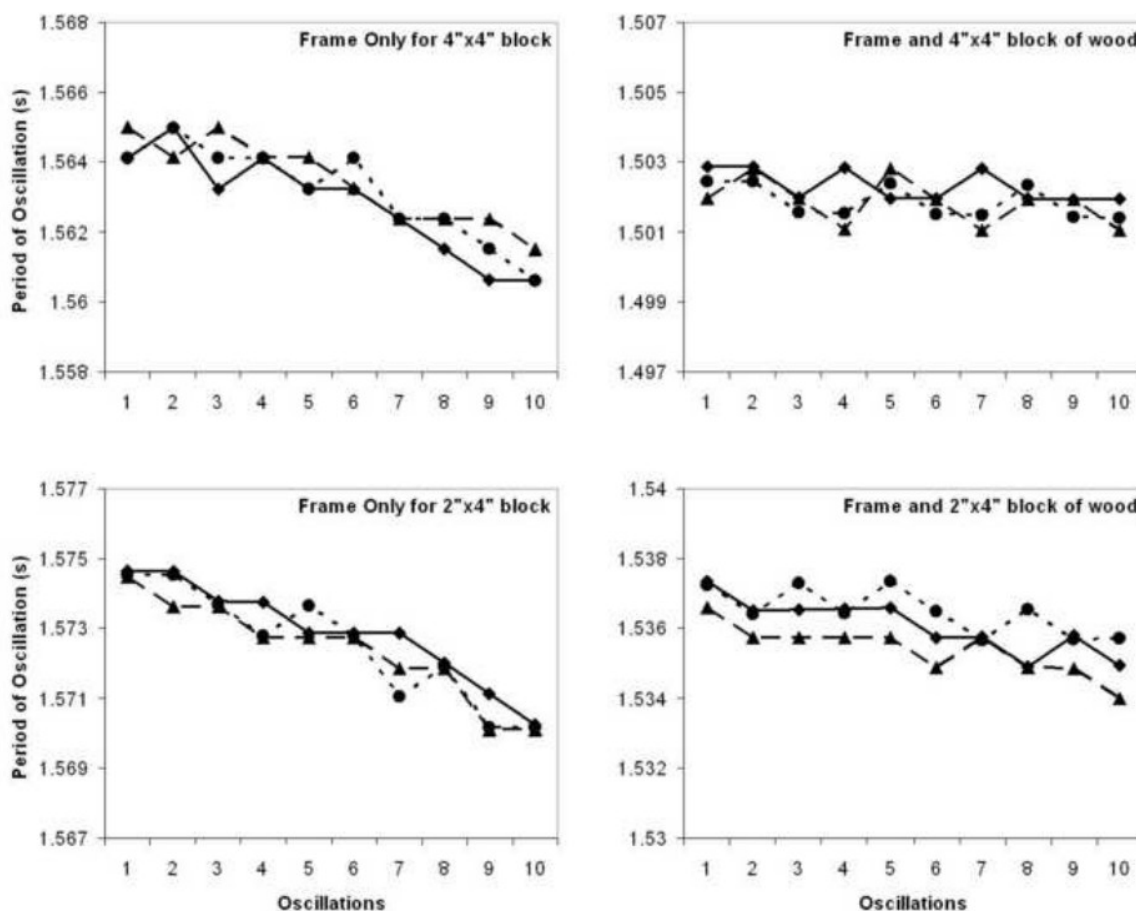 Frame Only for 4"x4" block
Period of Oscillation (s)
1.568
1.566
1.564
1.562
1.56
1.558
1 2 3 4 5 6 7 8 9 10
Frame and 4"x4" block of wood
1.507
1.505
1.503
1.501
1.499
1.497
1 2 3 4 5 6 7 8 9 10
Frame Only for 2"x4" block
Period of Oscillation (s)
1.577
1.575
1.573
1.571
1.569
1.567
1 2 3 4 5 6 7 8 9 10
Oscillations
Frame and 2"x4" block of wood
1.54
1.538
1.536
1.534
1.532
1.53
1 2 3 4 5 6 7 8 9 10
Oscillations